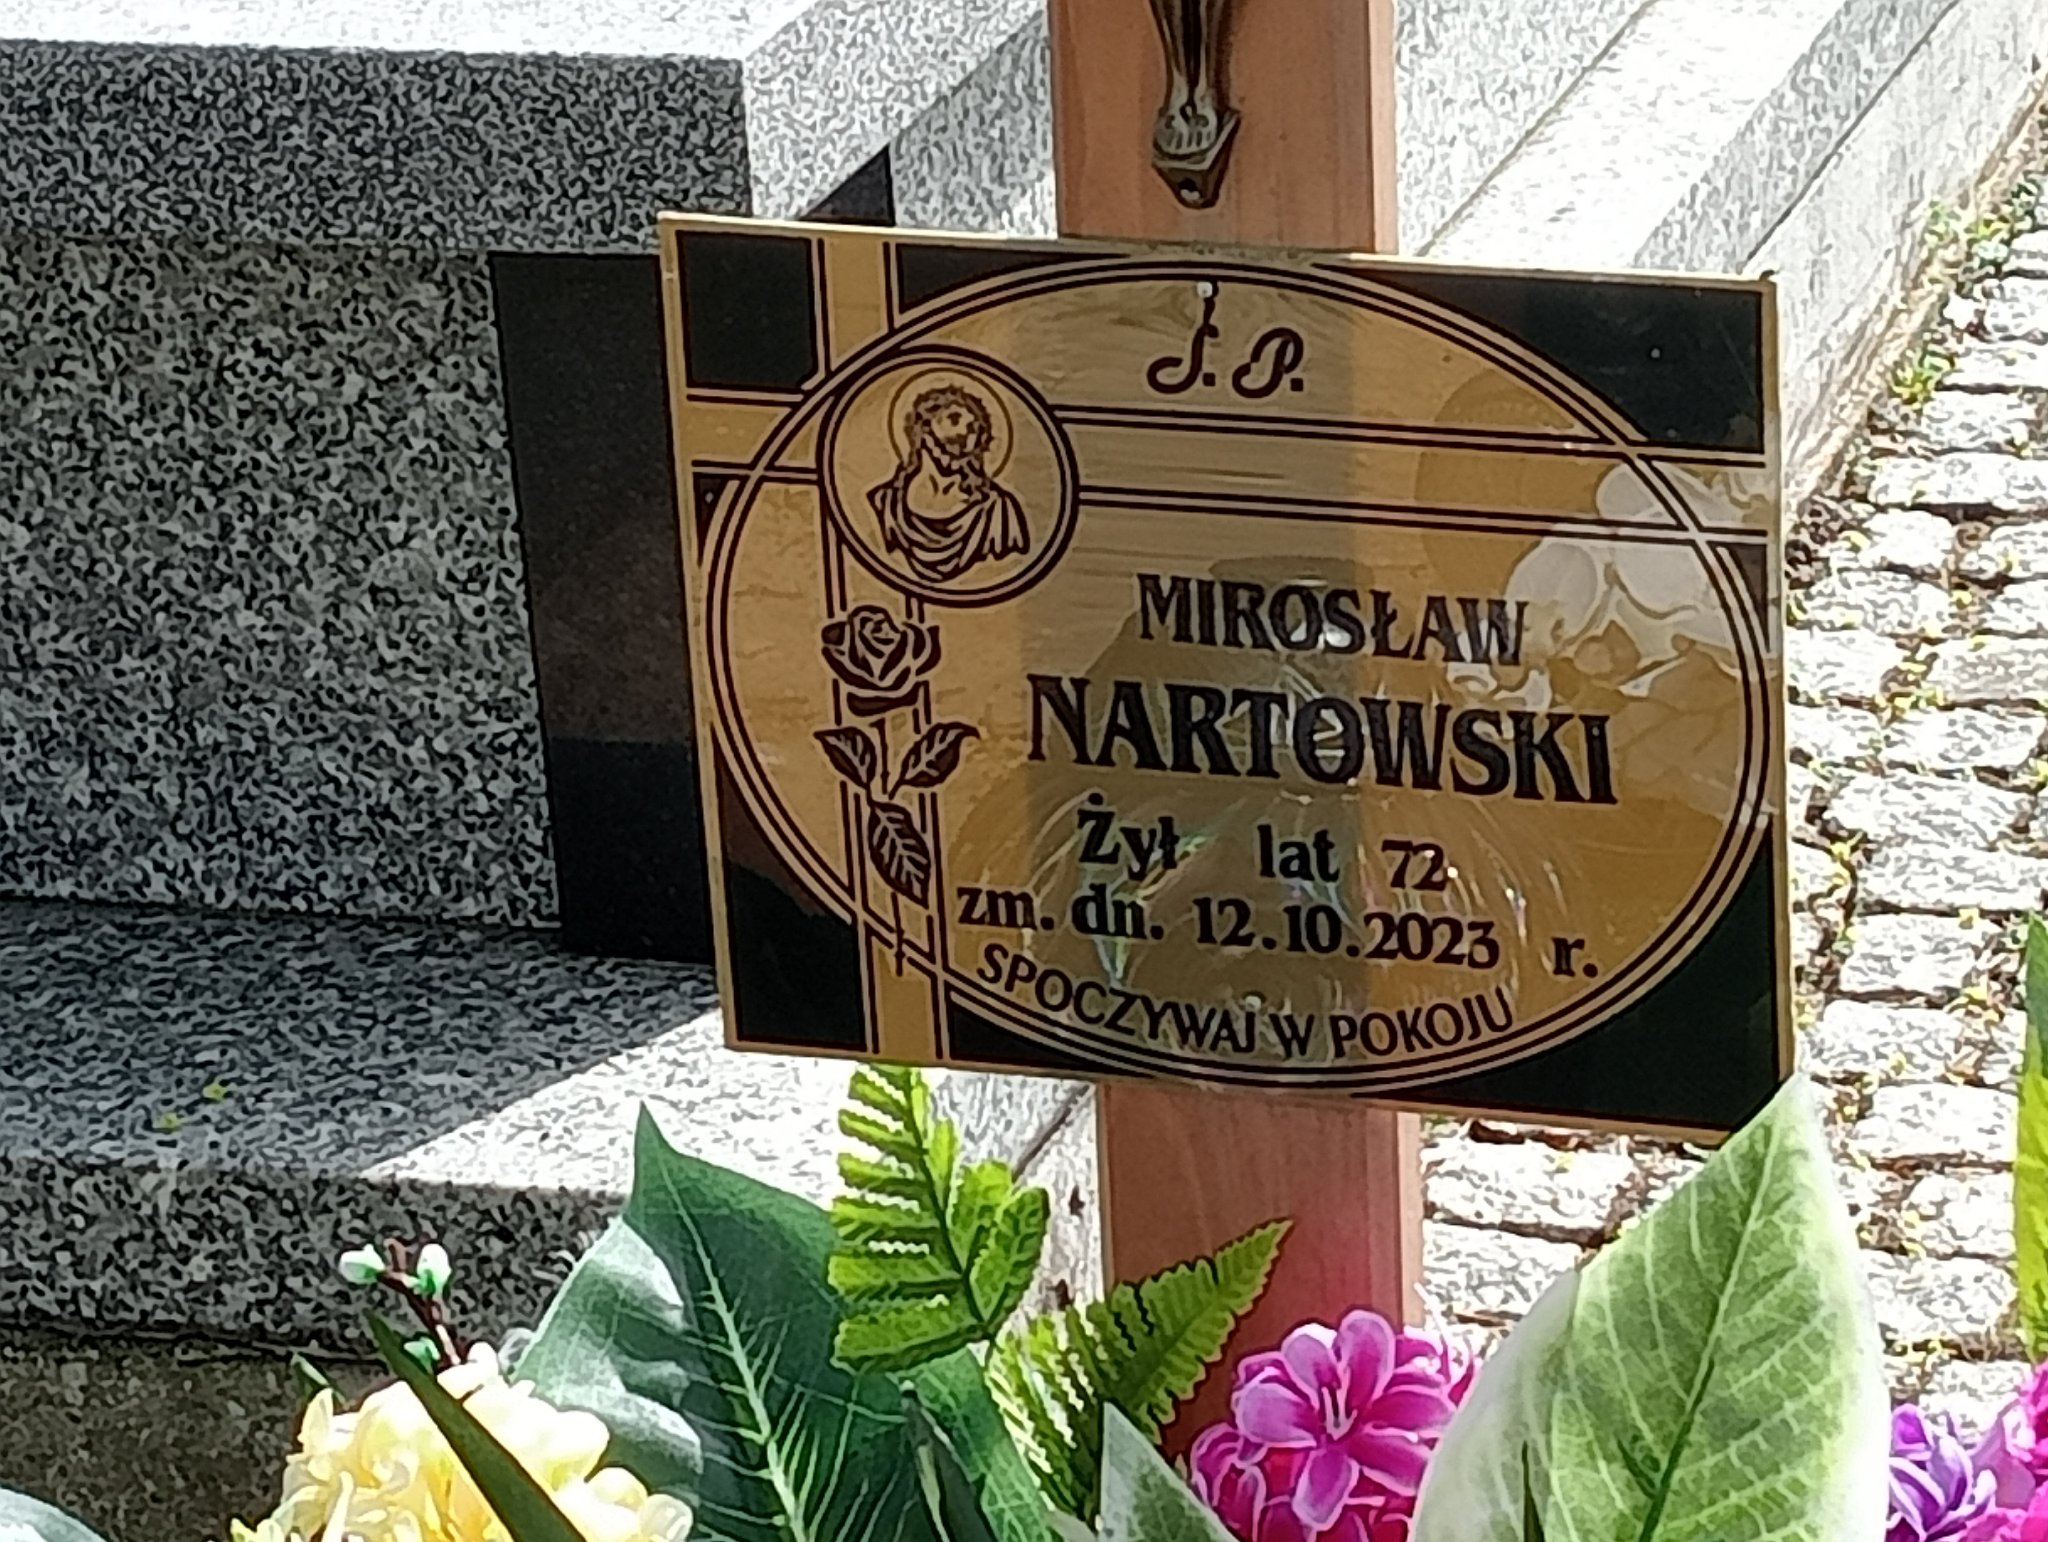 Ś. P.
MIROSŁAW
NARTOWSKI
Żył lat 72
zm. dn. 12.10.2023 r.
SPOCZYWAJ W POKOJU